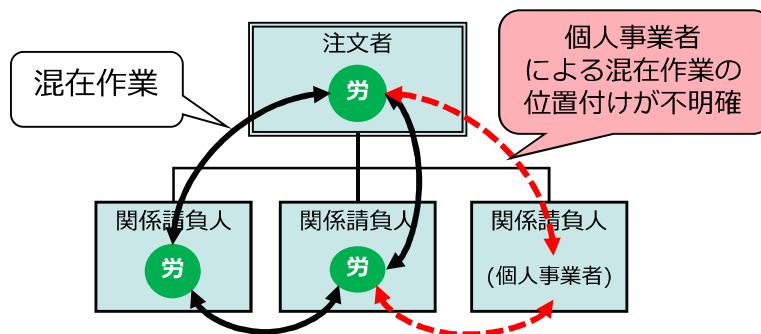 注文者
労
混在作業
個人事業者
による混在作業の
位置付けが不明確
関係請負人
労
関係請負人
労
関係請負人
(個人事業者)